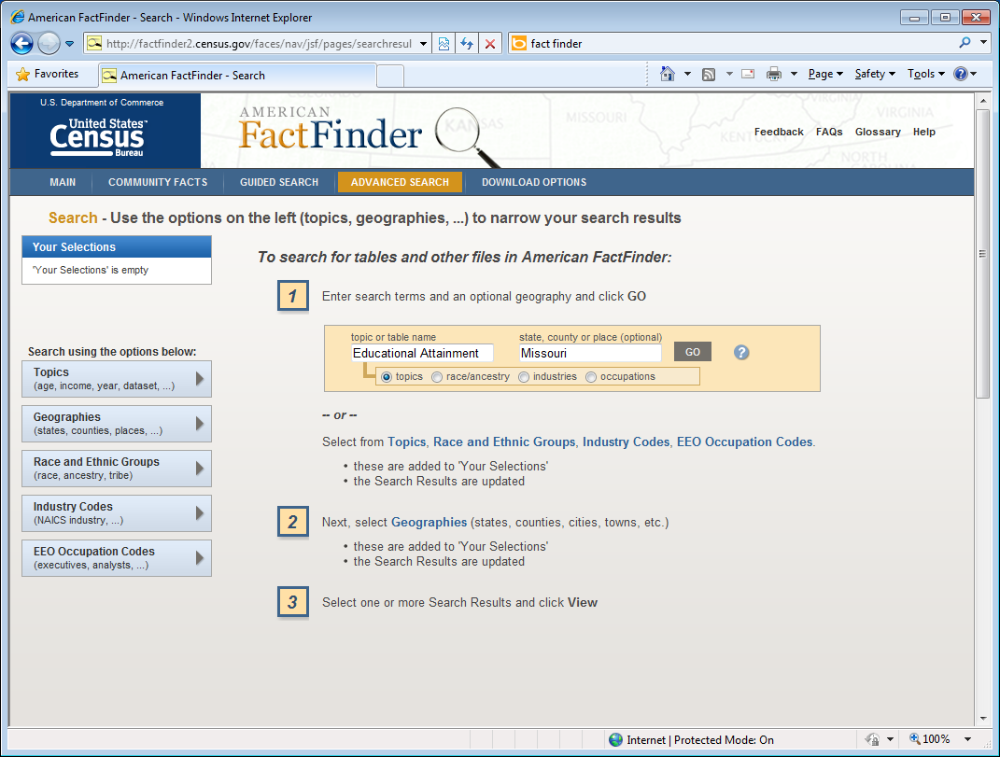 American FactFinder - Search - Windows Internet Explorer
http://factfinder2.census.gov/faces/nav/jsf/pages/searchresul
fact finder
Favorites
American FactFinder - Search
Page
Safety
Tools
U.S. Department of Commerce
United States™
Census
Bureau
AMERICAN
FactFinder
COLORADO
KANSAS
MISSOURI
KENT
VIRGINIA
VIRGINIA
NORTH
CAROLINA
Feedback FAQs Glossary Help
MAIN COMMUNITY FACTS GUIDED SEARCH ADVANCED SEARCH DOWNLOAD OPTIONS
Search - Use the options on the left (topics, geographies, ...) to narrow your search results
Your Selections
'Your Selections' is empty
Search using the options below:
Topics
(age, income, year, dataset, ...)
Geographies
(states, counties, places, ...)
Race and Ethnic Groups
(race, ancestry, tribe)
Industry Codes
(NAICS industry, ...)
EEO Occupation Codes
(executives, analysts, ...)
To search for tables and other files in American FactFinder:
1
Enter search terms and an optional geography and click GO
topic or table name
state, county or place (optional)
Educational Attainment
Missouri
GO
?
topics race/ancestry industries occupations
-- or --
Select from Topics, Race and Ethnic Groups, Industry Codes, EEO Occupation Codes.
• these are added to 'Your Selections'
• the Search Results are updated
2
Next, select Geographies (states, counties, cities, towns, etc.)
• these are added to 'Your Selections'
• the Search Results are updated
3
Select one or more Search Results and click View
Internet | Protected Mode: On
100%